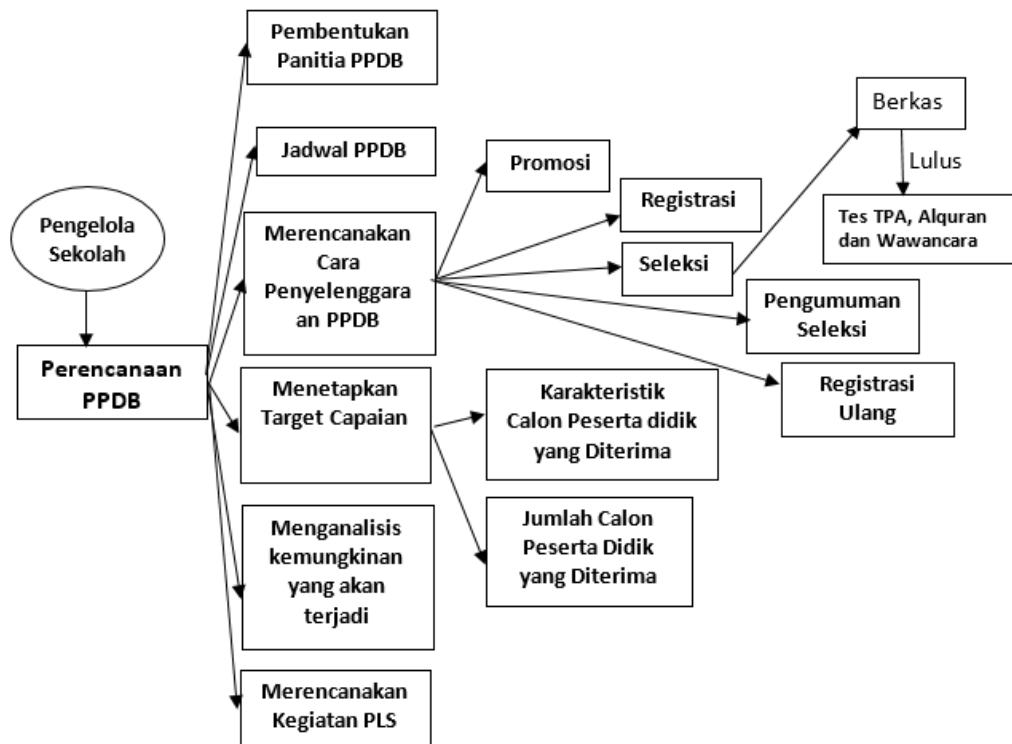 Pengelola
Sekolah
Perencanaan
PPDB
Pembentukan
Panitia PPDB
Jadwal PPDB
Merencanakan
Cara
Penyelenggara
an PPDB
Menetapkan
Target Capaian
Menganalisis
kemungkinan
yang akan
terjadi
Merencanakan
Kegiatan PLS
Promosi
Registrasi
Seleksi
Pengumuman
Seleksi
Registrasi
Ulang
Berkas
Lulus
Tes TPA, Alquran
dan Wawancara
Karakteristik
Calon Peserta didik
yang Diterima
Jumlah Calon
Peserta Didik
yang Diterima